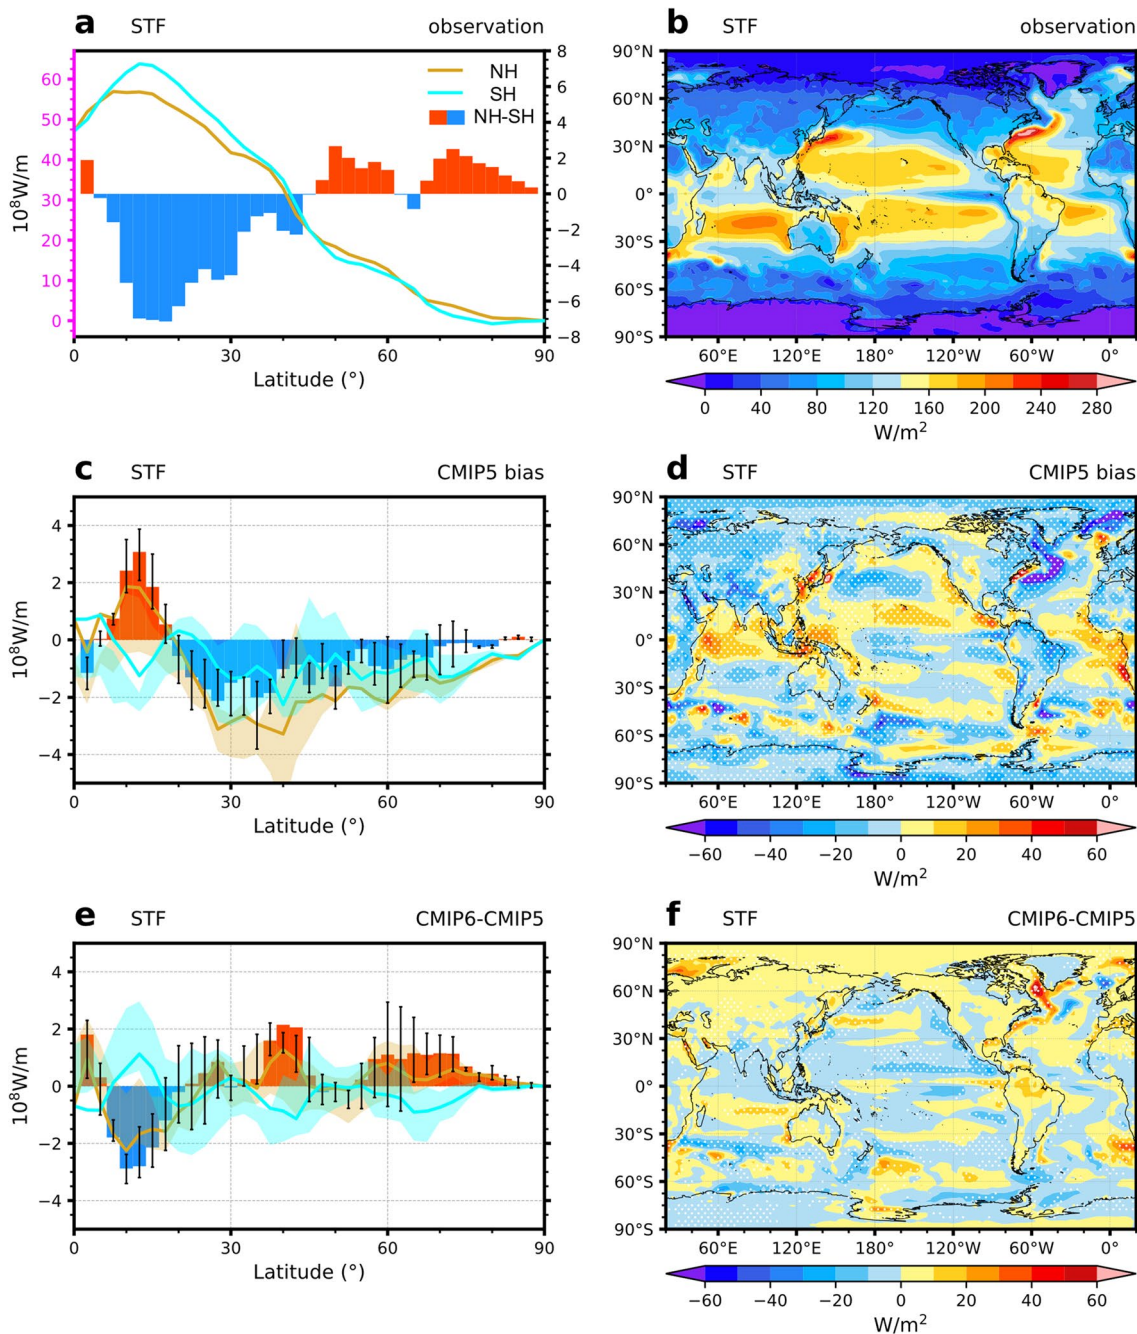 a STF observation
60
50
40
30
20
10
0
10⁸W/m
8
6
4
2
0
−2
−4
−6
−8
NH
SH
NH-SH
0 30 60 90
Latitude (°)
b STF observation
90°N
60°N
30°N
0°
30°S
60°S
90°S
60°E 120°E 180° 120°W 60°W 0°
0 40 80 120 160 200 240 280
W/m²
c STF CMIP5 bias
4
2
0
−2
−4
10⁸W/m
0 30 60 90
Latitude (°)
d STF CMIP5 bias
90°N
60°N
30°N
0°
30°S
60°S
90°S
60°E 120°E 180° 120°W 60°W 0°
−60 −40 −20 0 20 40 60
W/m²
e STF CMIP6-CMIP5
4
2
0
−2
−4
10⁸W/m
0 30 60 90
Latitude (°)
f STF CMIP6-CMIP5
90°N
60°N
30°N
0°
30°S
60°S
90°S
60°E 120°E 180° 120°W 60°W 0°
−60 −40 −20 0 20 40 60
W/m²